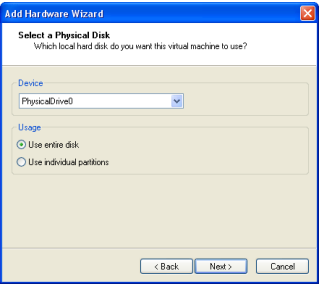 Add Hardware Wizard
Select a Physical Disk
Which local hard disk do you want this virtual machine to use?
Device
PhysicalDrive0
Usage
Use entire disk
Use individual partitions
< Back Next > Cancel